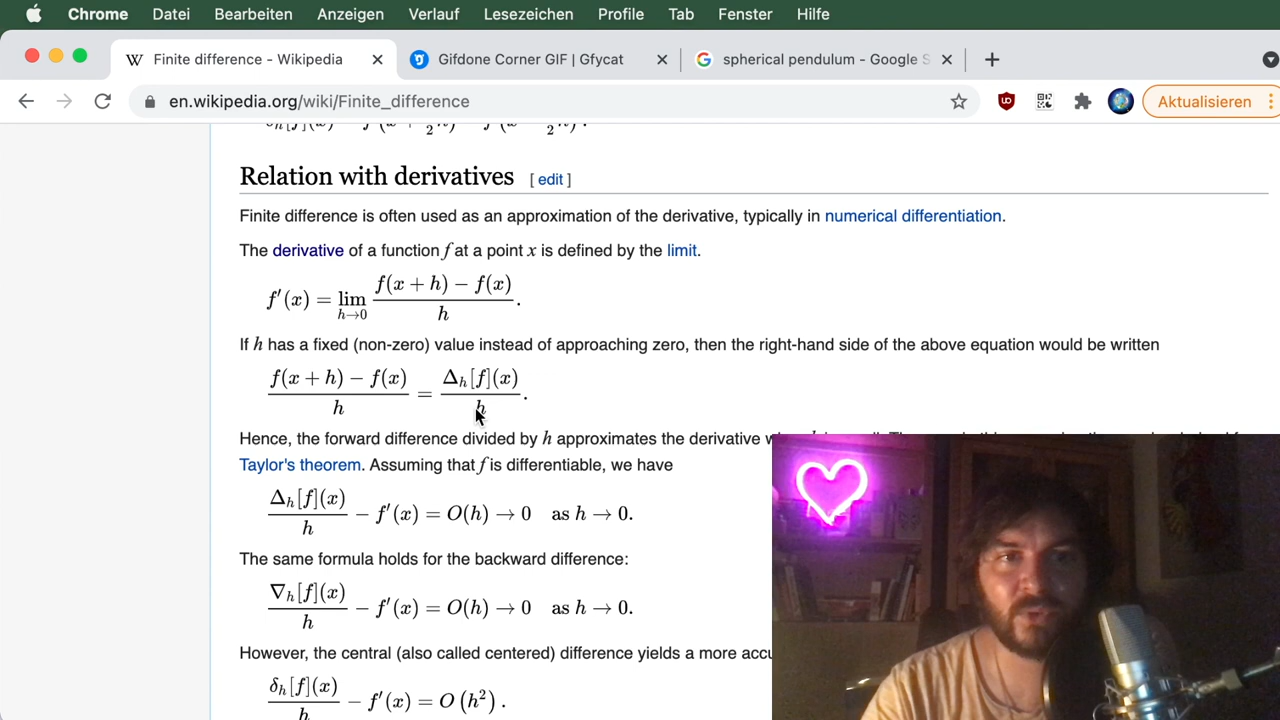 Chrome Datei Bearbeiten Anzeigen Verlauf Lesezeichen Profile Tab Fenster Hilfe
W Finite difference - Wikipedia Gifdone Corner GIF | Gfycat spherical pendulum - Google S
en.wikipedia.org/wiki/Finite_difference Aktualisieren
Relation with derivatives [ edit ]
Finite difference is often used as an approximation of the derivative, typically in numerical differentiation.
The derivative of a function f at a point x is defined by the limit.
f′(x) = lim h→0 (f(x + h) − f(x)) / h.
If h has a fixed (non-zero) value instead of approaching zero, then the right-hand side of the above equation would be written
(f(x + h) − f(x)) / h = Δh[f](x) / h.
Hence, the forward difference divided by h approximates the derivative
Taylor's theorem. Assuming that f is differentiable, we have
Δh[f](x) / h − f′(x) = O(h) → 0 as h → 0.
The same formula holds for the backward difference:
∇h[f](x) / h − f′(x) = O(h) → 0 as h → 0.
However, the central (also called centered) difference yields a more accu
δh[f](x) / h − f′(x) = O(h²).